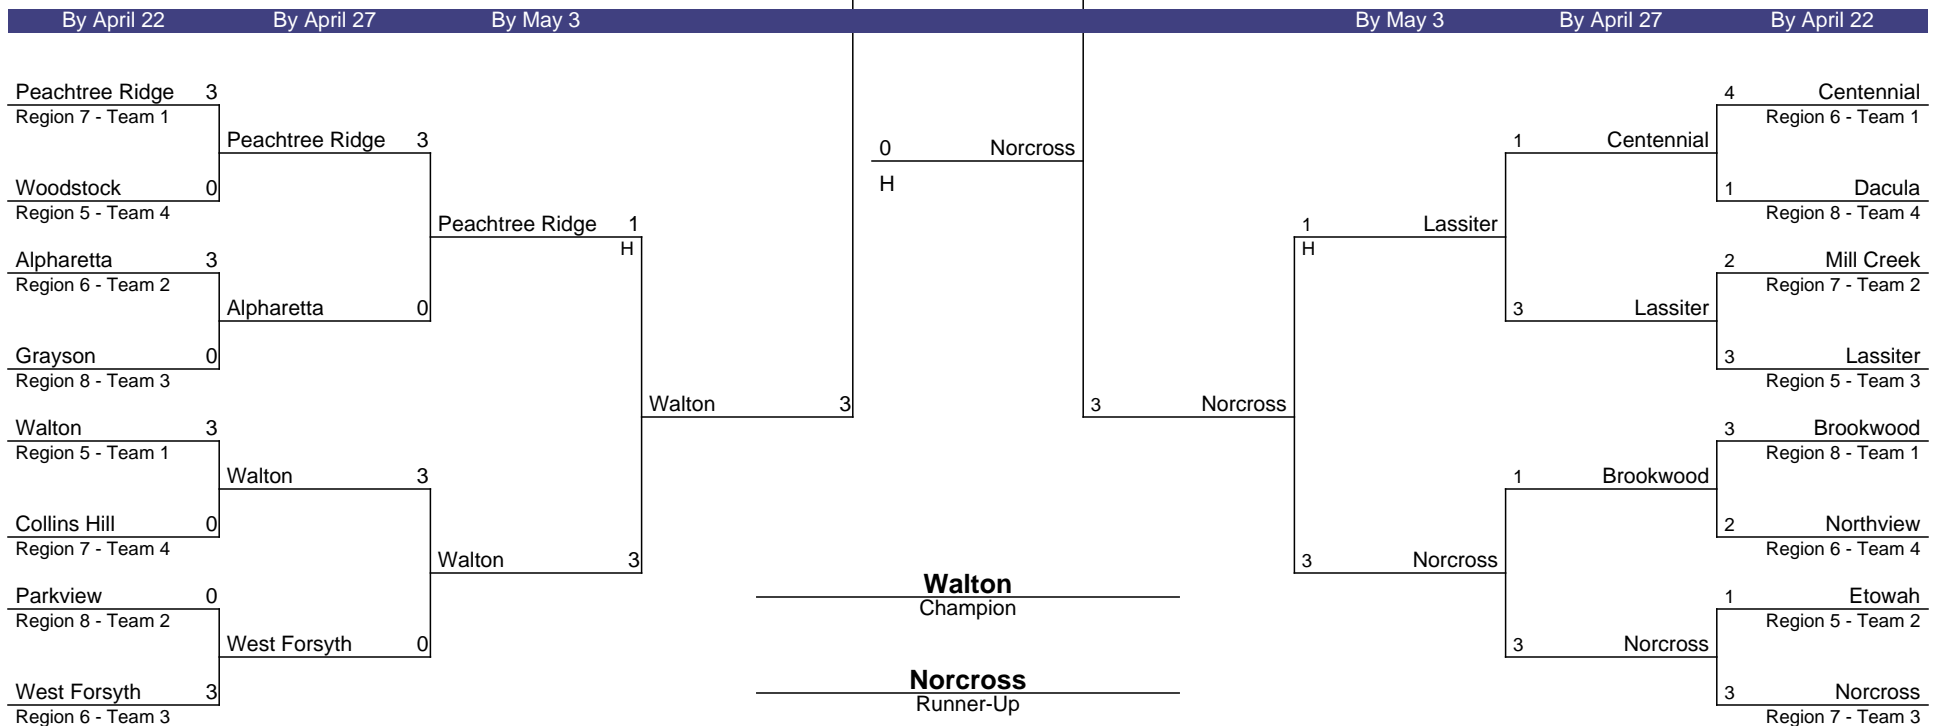 By April 22 By April 27 By May 3 By May 3 By April 27 By April 22
Peachtree Ridge 3
Region 7 - Team 1
Woodstock 0
Region 5 - Team 4
Alpharetta 3
Region 6 - Team 2
Grayson 0
Region 8 - Team 3
Walton 3
Region 5 - Team 1
Collins Hill 0
Region 7 - Team 4
Parkview 0
Region 8 - Team 2
West Forsyth 3
Region 6 - Team 3
Peachtree Ridge 3
Alpharetta 0
Walton 3
West Forsyth 0
Peachtree Ridge 1
H
Walton 3
Walton 3
0 Norcross
H
Walton
Champion
Norcross
Runner-Up
3 Norcross
1 Lassiter
H
3 Norcross
1 Centennial
3 Lassiter
1 Brookwood
3 Norcross
4 Centennial
Region 6 - Team 1
1 Dacula
Region 8 - Team 4
2 Mill Creek
Region 7 - Team 2
3 Lassiter
Region 5 - Team 3
3 Brookwood
Region 8 - Team 1
2 Northview
Region 6 - Team 4
1 Etowah
Region 5 - Team 2
3 Norcross
Region 7 - Team 3